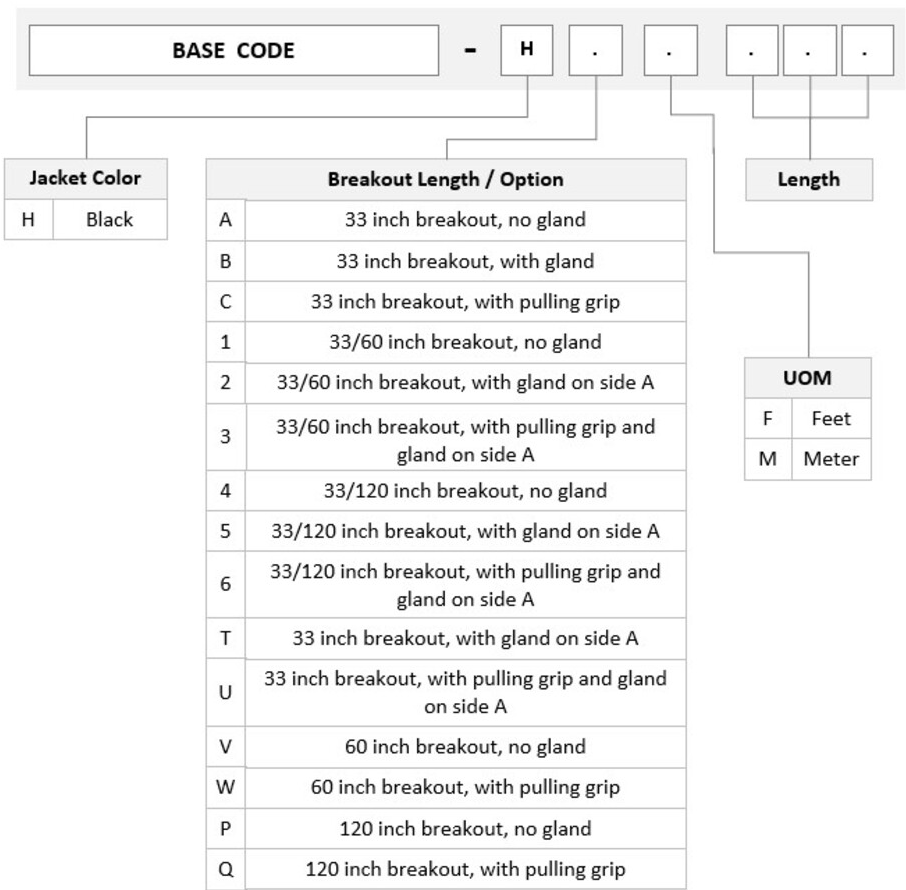 BASE CODE - H . . . . .
Jacket Color
H Black
Breakout Length / Option
A 33 inch breakout, no gland
B 33 inch breakout, with gland
C 33 inch breakout, with pulling grip
1 33/60 inch breakout, no gland
2 33/60 inch breakout, with gland on side A
3 33/60 inch breakout, with pulling grip and
gland on side A
4 33/120 inch breakout, no gland
5 33/120 inch breakout, with gland on side A
6 33/120 inch breakout, with pulling grip and
gland on side A
T 33 inch breakout, with gland on side A
U 33 inch breakout, with pulling grip and gland
on side A
V 60 inch breakout, no gland
W 60 inch breakout, with pulling grip
P 120 inch breakout, no gland
Q 120 inch breakout, with pulling grip
Length
UOM
F Feet
M Meter